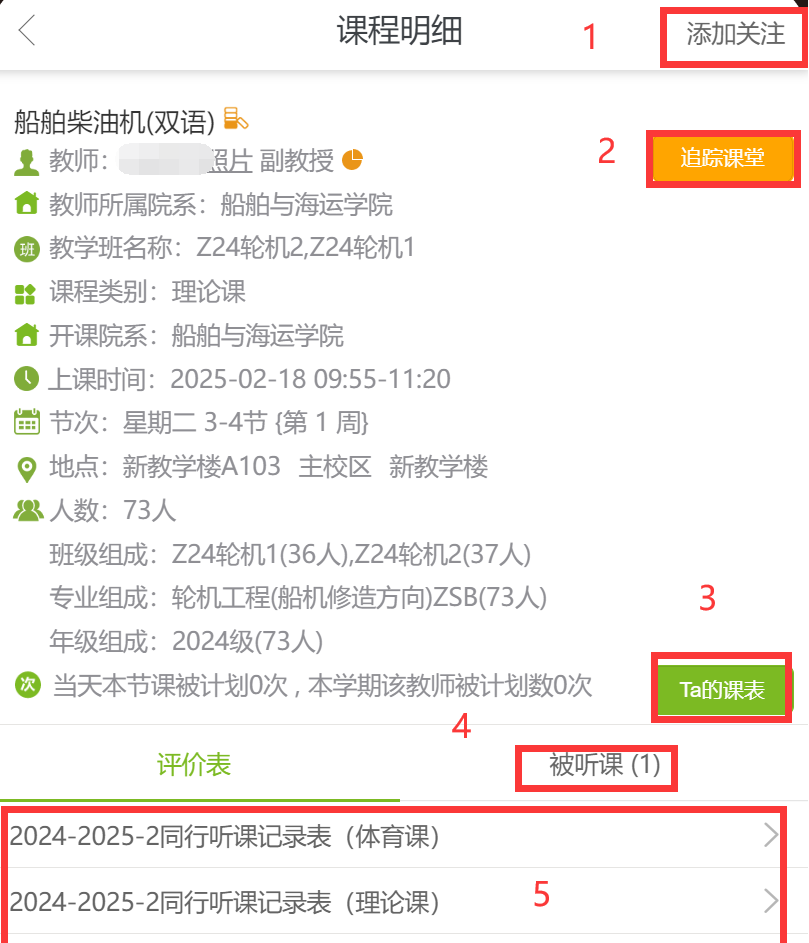 课程明细
1
添加关注
船舶柴油机(双语)
教师：照片 副教授
2
追踪课堂
教师所属院系：船舶与海运学院
班 教学班名称：Z24轮机2,Z24轮机1
课程类别：理论课
开课院系：船舶与海运学院
上课时间：2025-02-18 09:55-11:20
节次：星期二 3-4节 {第 1 周}
地点：新教学楼A103 主校区 新教学楼
人数：73人
班级组成：Z24轮机1(36人),Z24轮机2(37人)
专业组成：轮机工程(船机修造方向)ZSB(73人)
3
年级组成：2024级(73人)
次 当天本节课被计划0次 , 本学期该教师被计划数0次
Ta的课表
4
评价表
被听课 (1)
2024-2025-2同行听课记录表（体育课）
2024-2025-2同行听课记录表（理论课）
5